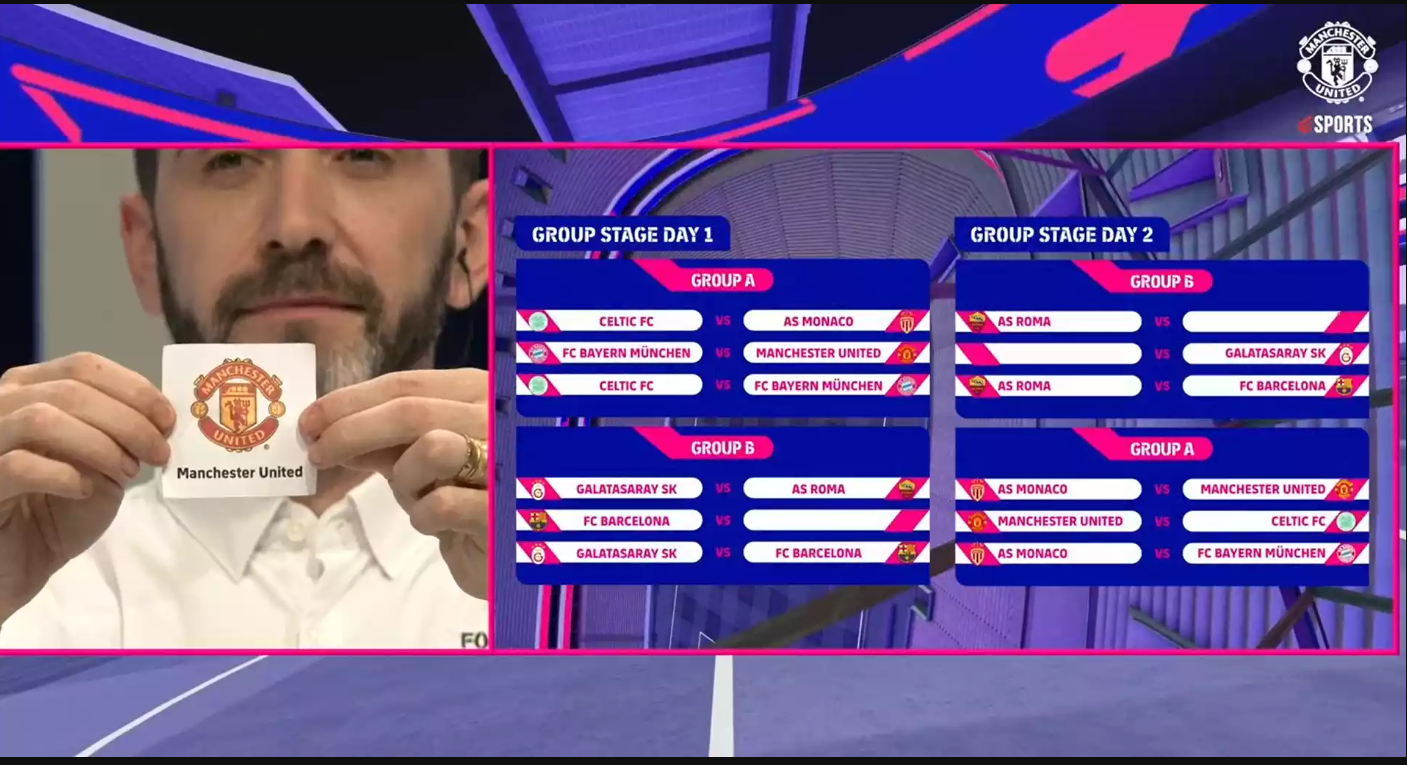 MANCHESTER
UNITED
eSPORTS
MANCHESTER
UNITED
Manchester United
FO
GROUP STAGE DAY 1
GROUP A
CELTIC FC VS AS MONACO
FC BAYERN MÜNCHEN VS MANCHESTER UNITED
CELTIC FC VS FC BAYERN MÜNCHEN
GROUP B
GALATASARAY SK VS AS ROMA
FC BARCELONA VS
GALATASARAY SK VS FC BARCELONA
GROUP STAGE DAY 2
GROUP B
AS ROMA VS
VS GALATASARAY SK
AS ROMA VS FC BARCELONA
GROUP A
AS MONACO VS MANCHESTER UNITED
MANCHESTER UNITED VS CELTIC FC
AS MONACO VS FC BAYERN MÜNCHEN